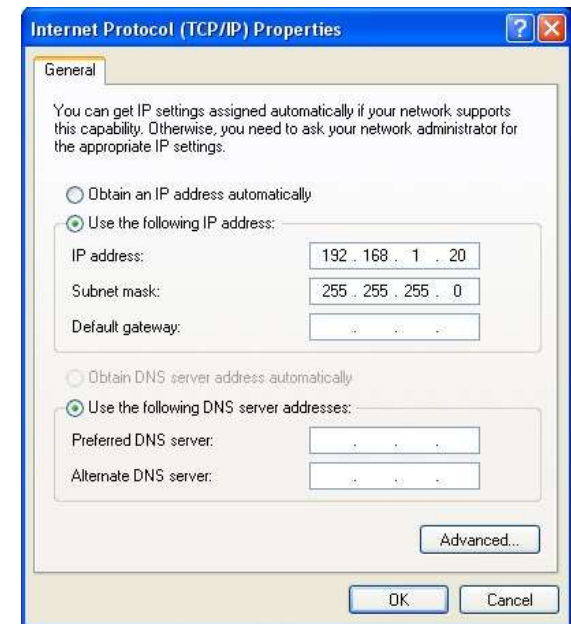 Internet Protocol (TCP/IP) Properties
General
You can get IP settings assigned automatically if your network supports
this capability. Otherwise, you need to ask your network administrator for
the appropriate IP settings.
Obtain an IP address automatically
Use the following IP address:
IP address: 192 . 168 . 1 . 20
Subnet mask: 255 . 255 . 255 . 0
Default gateway: . . .
Obtain DNS server address automatically
Use the following DNS server addresses:
Preferred DNS server: . . .
Alternate DNS server: . . .
Advanced...
OK Cancel